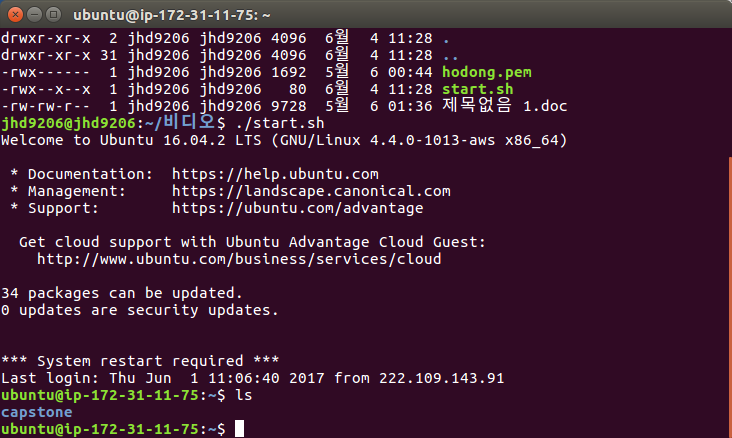 ubuntu@ip-172-31-11-75: ~
drwxr-xr-x  2 jhd9206 jhd9206 4096  6월   4 11:28 .
drwxr-xr-x 31 jhd9206 jhd9206 4096  6월   4 11:28 ..
-rwx------  1 jhd9206 jhd9206 1692  5월   6 00:44 hodong.pem
-rwx--x--x  1 jhd9206 jhd9206   80  6월   4 11:28 start.sh
-rw-rw-r--  1 jhd9206 jhd9206 9728  5월   6 01:36 제목없음 1.doc
jhd9206@jhd9206:~/비디오$ ./start.sh
Welcome to Ubuntu 16.04.2 LTS (GNU/Linux 4.4.0-1013-aws x86_64)
 * Documentation:  https://help.ubuntu.com
 * Management:     https://landscape.canonical.com
 * Support:        https://ubuntu.com/advantage
  Get cloud support with Ubuntu Advantage Cloud Guest:
    http://www.ubuntu.com/business/services/cloud
34 packages can be updated.
0 updates are security updates.
*** System restart required ***
Last login: Thu Jun  1 11:06:40 2017 from 222.109.143.91
ubuntu@ip-172-31-11-75:~$ ls
capstone
ubuntu@ip-172-31-11-75:~$